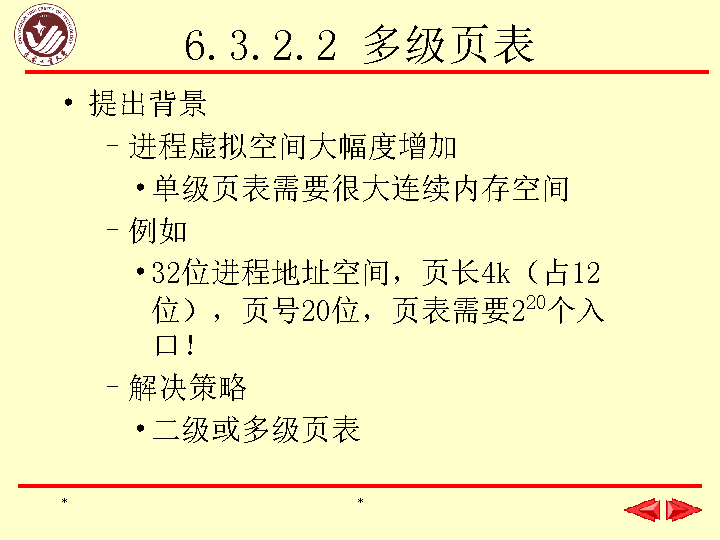 6.3.2.2 多级页表
• 提出背景
–进程虚拟空间大幅度增加
•单级页表需要很大连续内存空间
–例如
•32位进程地址空间，页长4k（占12
位），页号20位，页表需要2²⁰个入
口！
–解决策略
•二级或多级页表
* *